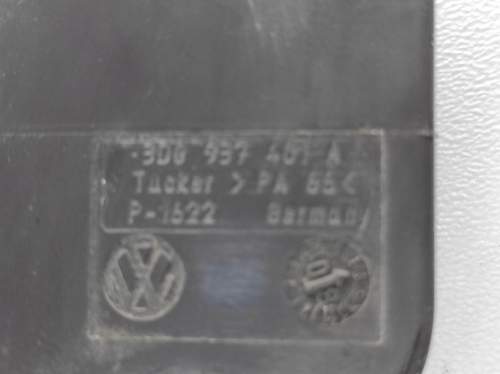 3D0 937 401 A
Tucker > PA 66 <
P-1622 Germany